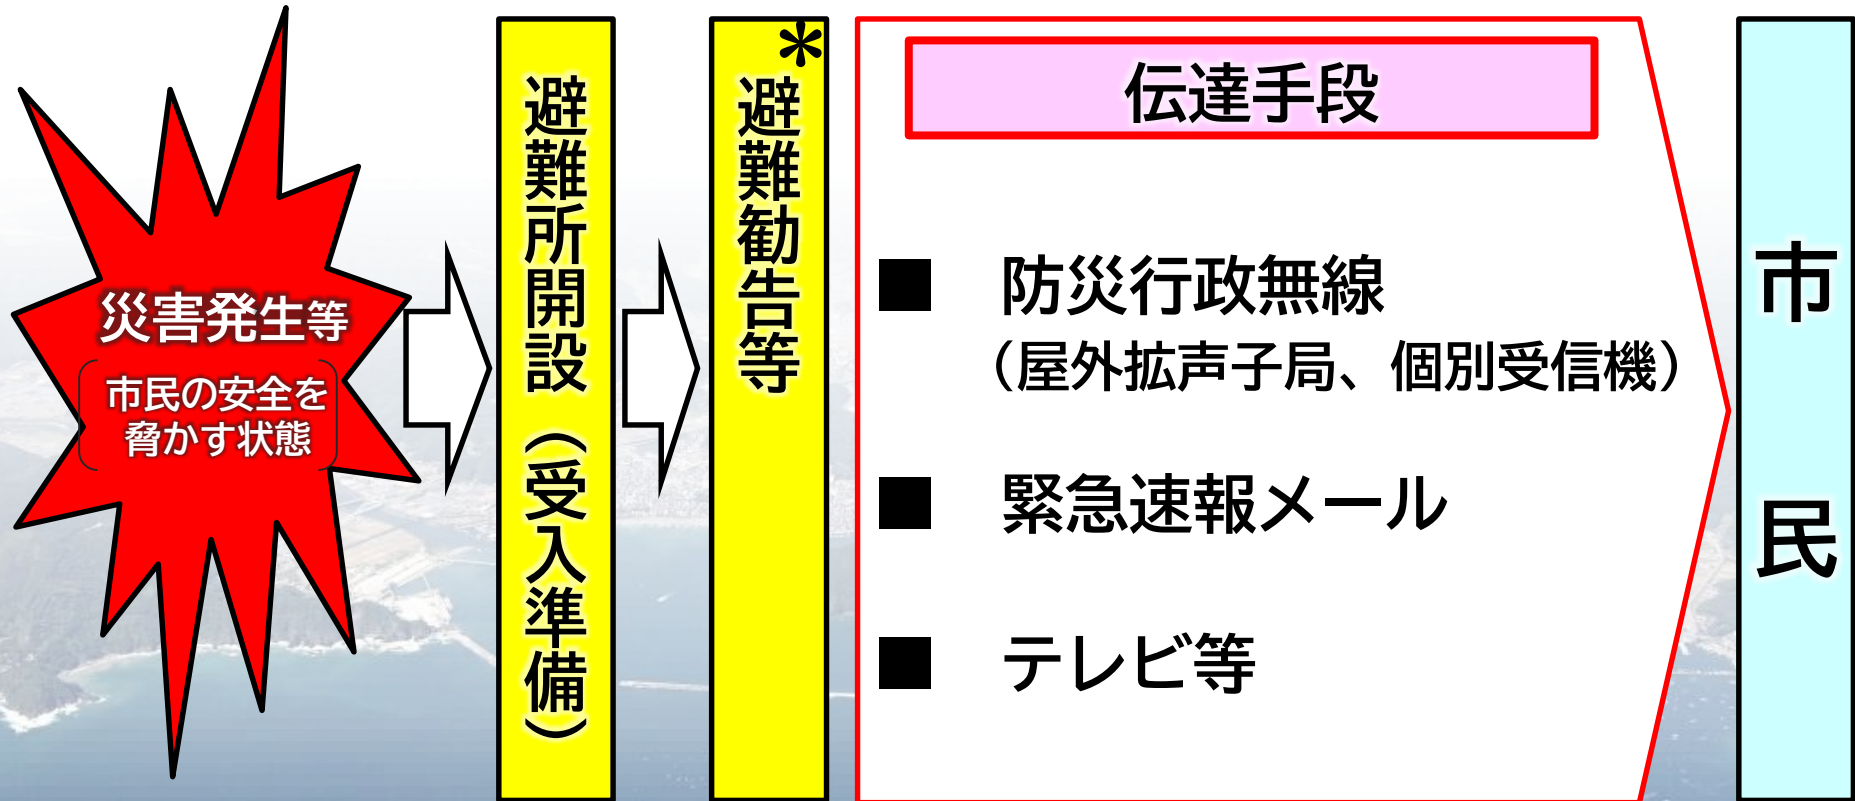 災害発生等
市民の安全を
脅かす状態
避難所開設(受入準備)
*
避難勧告等
伝達手段
■ 防災行政無線
(屋外拡声子局、個別受信機)
■ 緊急速報メール
■ テレビ等
市民